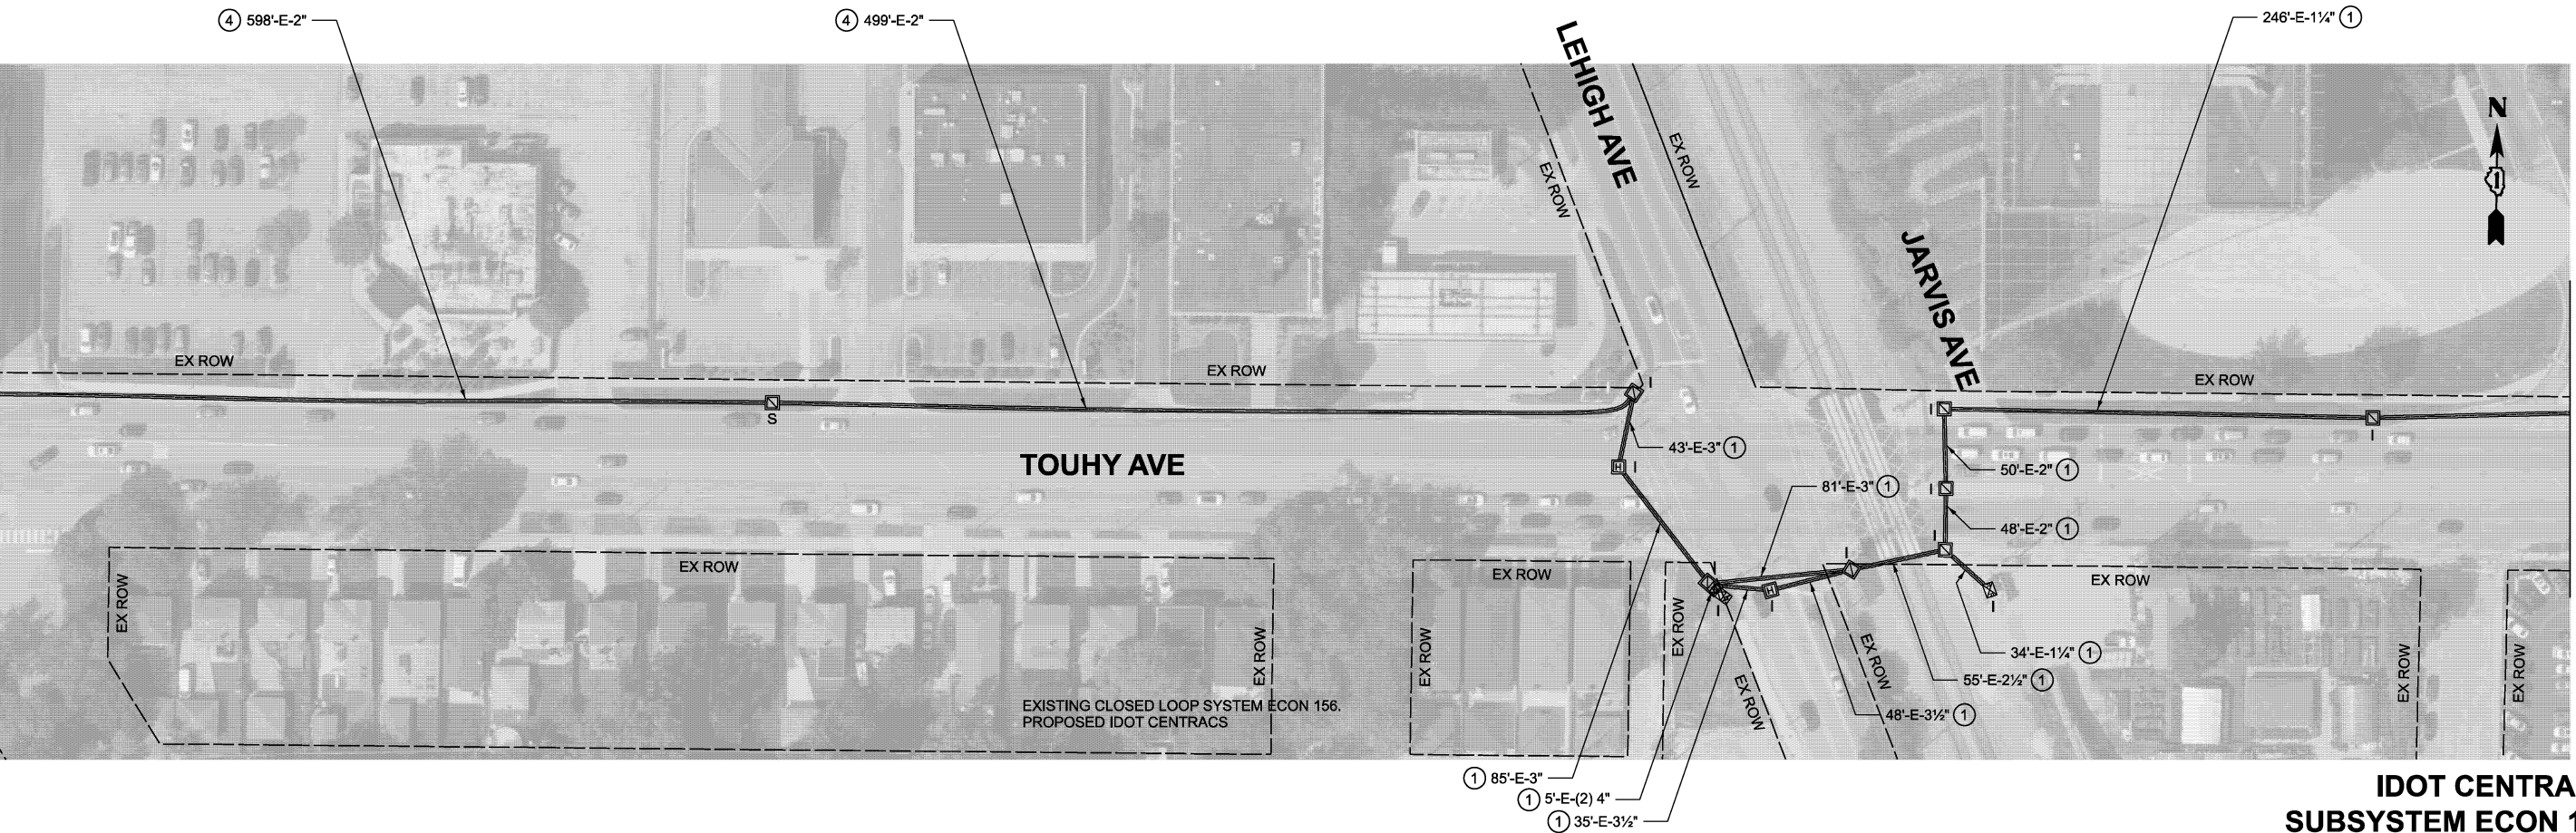 ④ 598'-E-2"
④ 499'-E-2"
246'-E-1¼" ①
LEHIGH AVE
EX ROW
EX ROW
N
1
JARVIS AVE
EX ROW
EX ROW
EX ROW
S
I
I
I
I
43'-E-3" ①
TOUHY AVE
H
I
50'-E-2" ①
81'-E-3" ①
I
48'-E-2" ①
I
I
EX ROW
EX ROW
EX ROW
EX ROW
EX ROW
EX ROW
EX ROW
EX ROW
EX ROW
EX ROW
EX ROW
EX ROW
EX ROW
H
I
I
I
34'-E-1¼" ①
55'-E-2½" ①
48'-E-3½" ①
EXISTING CLOSED LOOP SYSTEM ECON 156.
PROPOSED IDOT CENTRACS
① 85'-E-3"
① 5'-E-(2) 4"
① 35'-E-3½"
IDOT CENTRA
SUBSYSTEM ECON 1